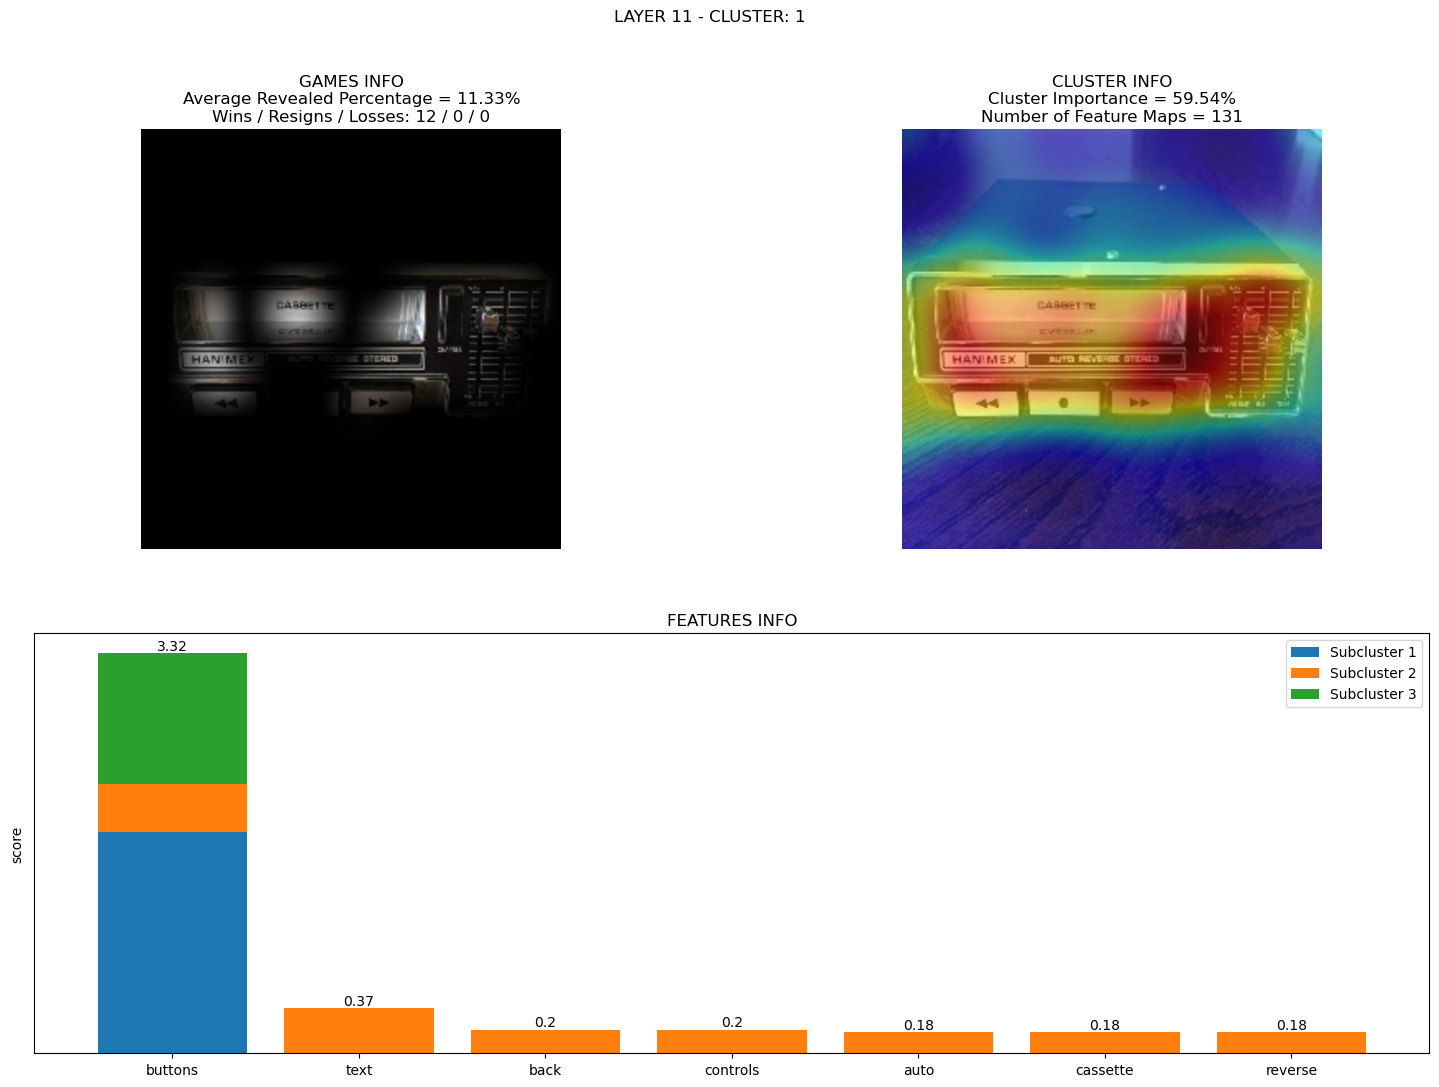 LAYER 11 - CLUSTER: 1
GAMES INFO
Average Revealed Percentage = 11.33%
Wins / Resigns / Losses: 12 / 0 / 0
CASSETTE
HANIMEX AUTO REVERSE STEREO
CLUSTER INFO
Cluster Importance = 59.54%
Number of Feature Maps = 131
CASSETTE
HANIMEX AUTO REVERSE STEREO
FEATURES INFO
score
3.32
0.37
0.2
0.2
0.18
0.18
0.18
Subcluster 1
Subcluster 2
Subcluster 3
buttons
text
back
controls
auto
cassette
reverse